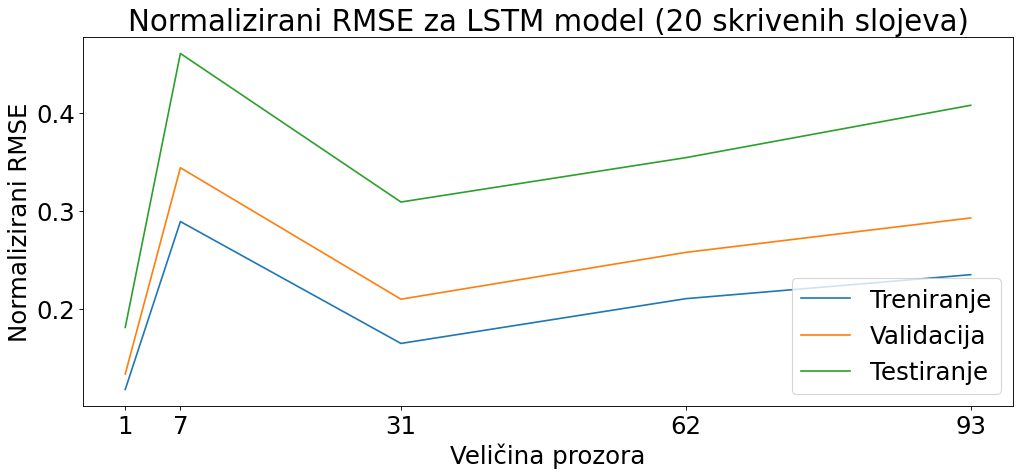 Normalizirani RMSE za LSTM model (20 skrivenih slojeva)
Normalizirani RMSE
0.4
0.3
0.2
Treniranje
Validacija
Testiranje
1 7 31 62 93
Veličina prozora